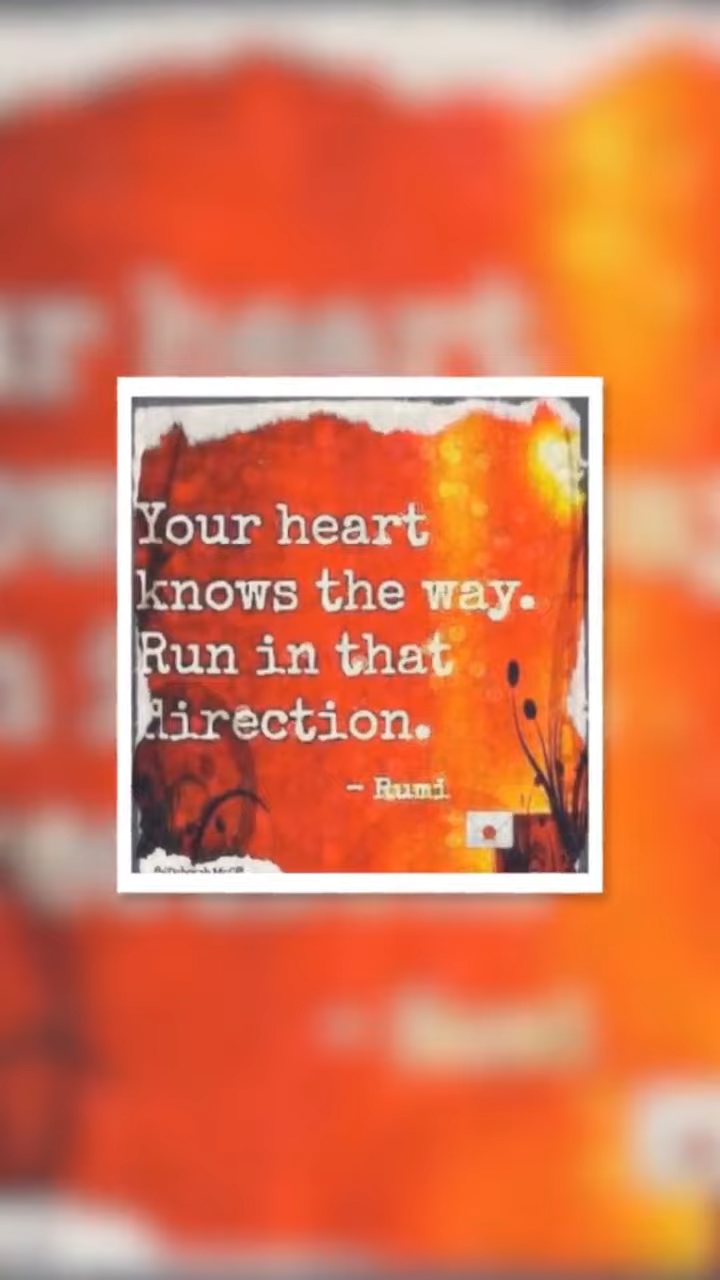 Your heart
knows the way.
Run in that
direction.
- Rumi